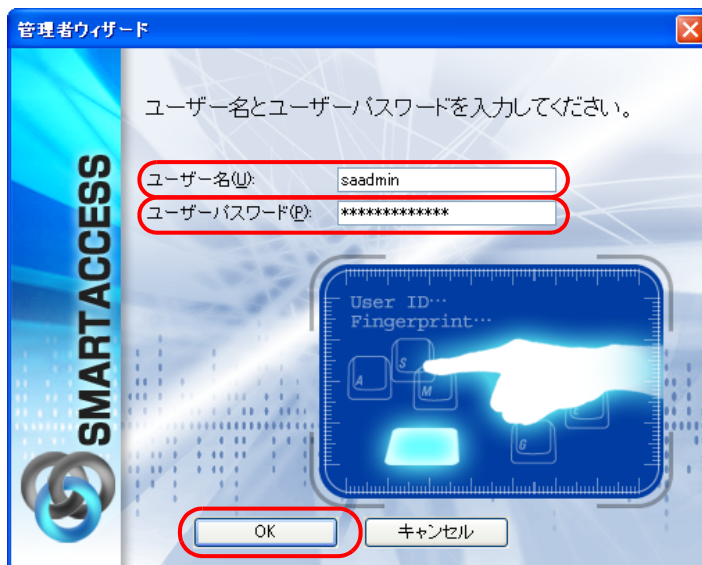 管理者ウィザード
SMARTACCESS
ユーザー名とユーザーパスワードを入力してください。
ユーザー名(U):
saadmin
ユーザーパスワード(P):
*************
User ID…
Fingerprint…
A
S
M
G
OK
キャンセル